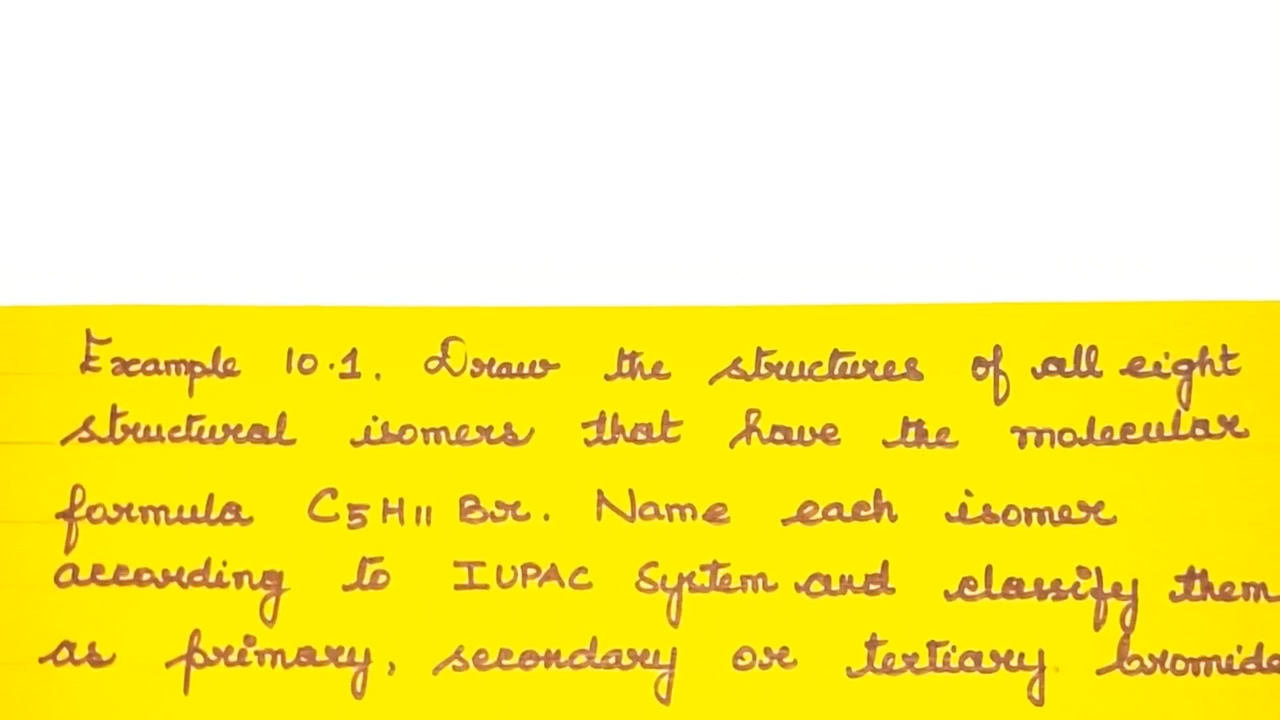 Example 10.1. Draw the structures of all eight
structural isomers that have the molecular
formula C5H11 Br. Name each isomer
according to IUPAC System and classify them
as primary, secondary or tertiary bromide